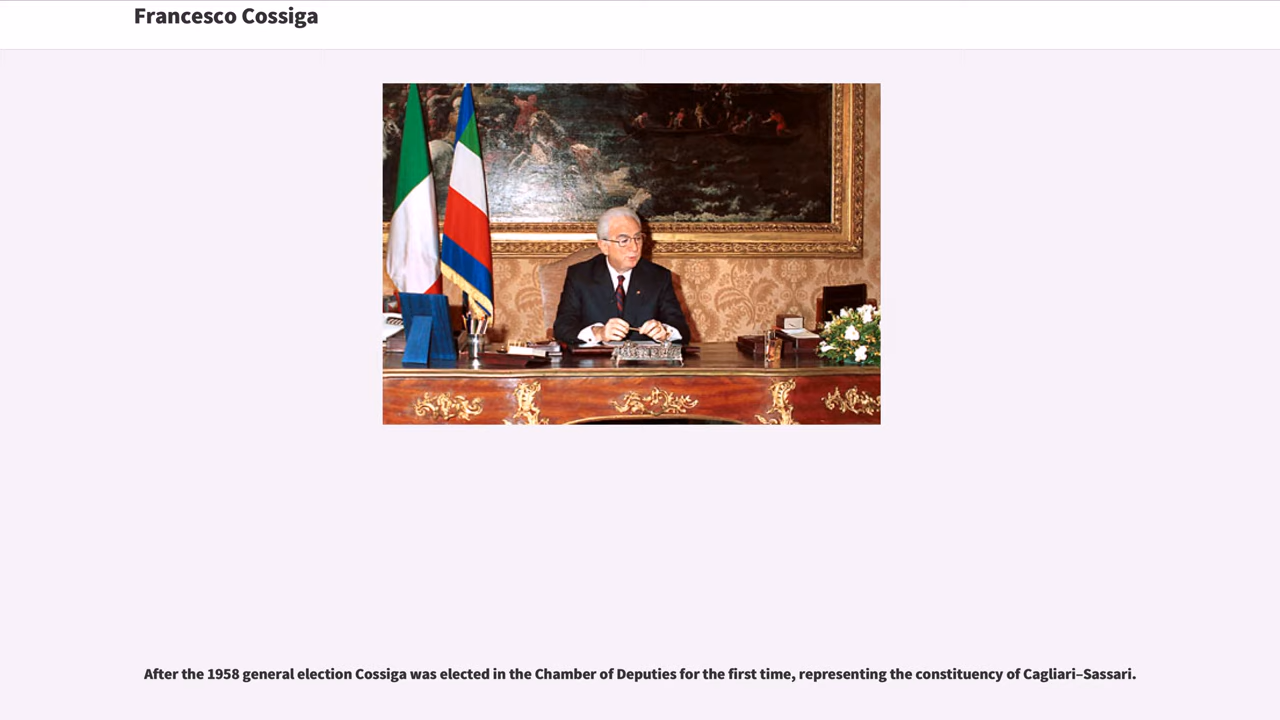 Francesco Cossiga
After the 1958 general election Cossiga was elected in the Chamber of Deputies for the first time, representing the constituency of Cagliari–Sassari.